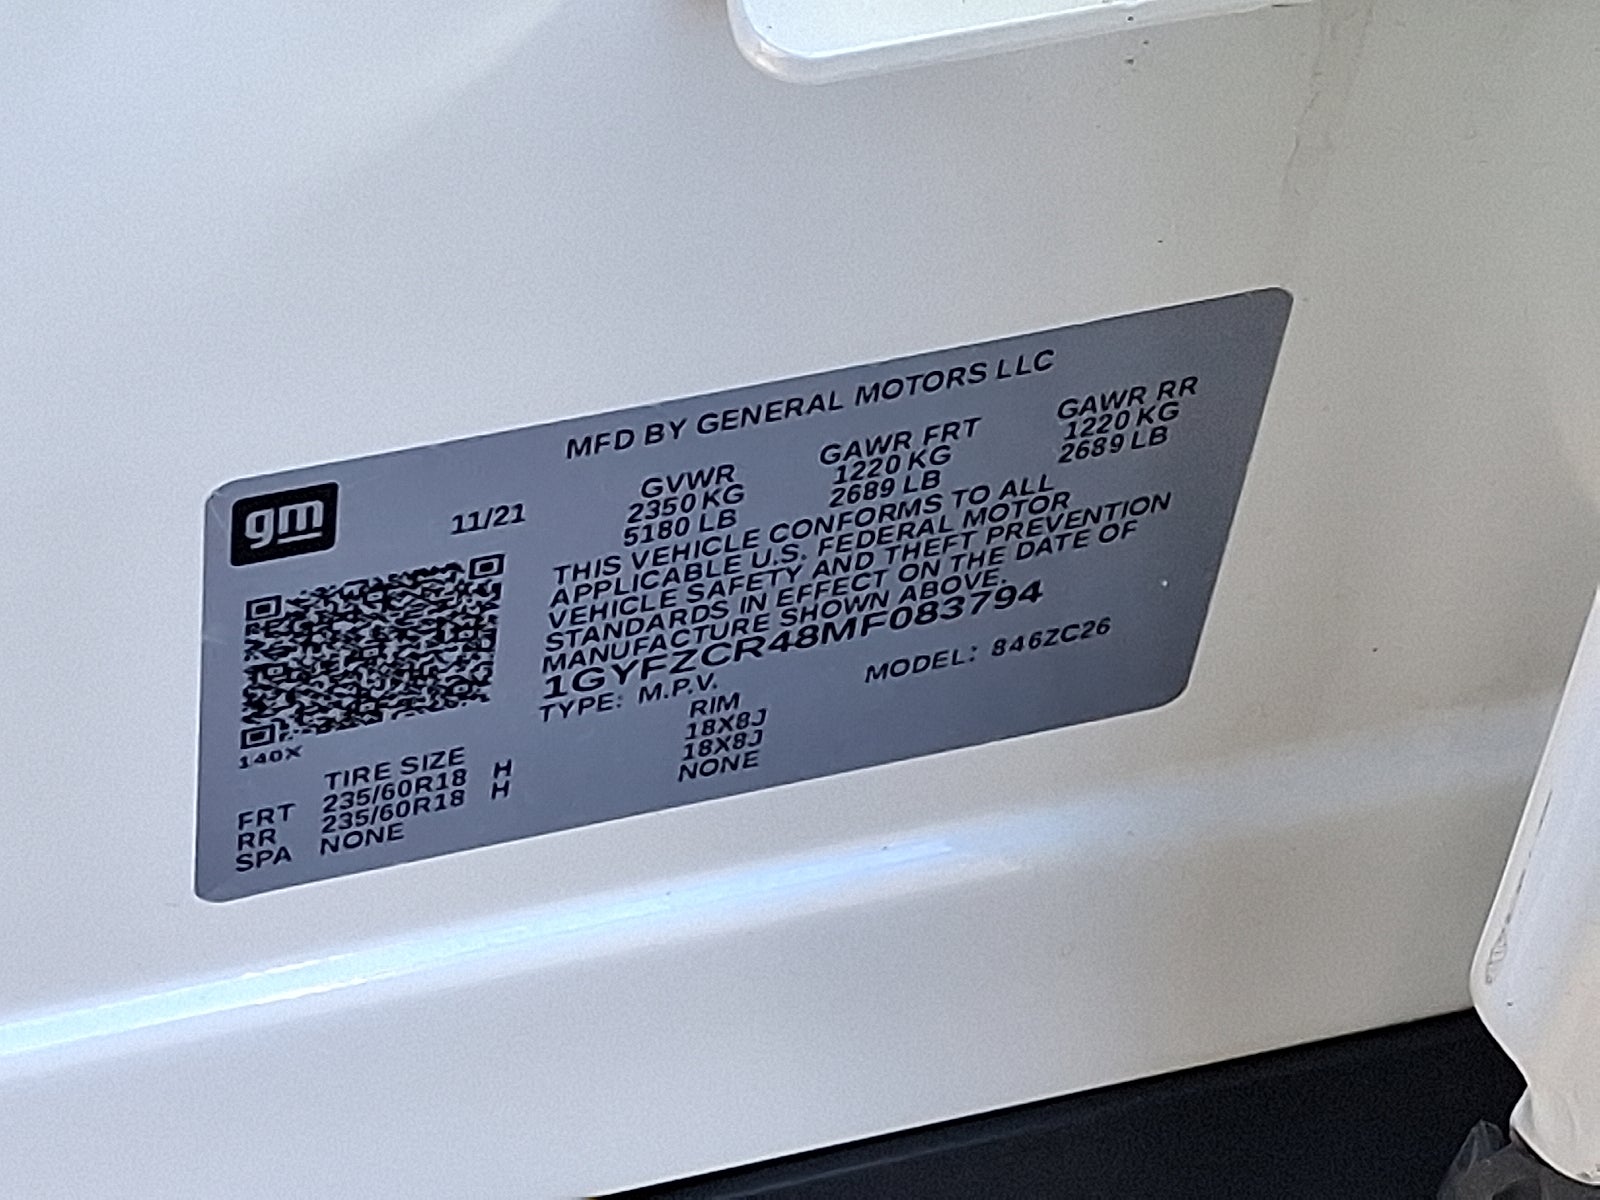 MFD BY GENERAL MOTORS LLC
gm
11/21
GVWR
2350 KG
5180 LB
GAWR FRT
1220 KG
2689 LB
GAWR RR
1220 KG
2689 LB
THIS VEHICLE CONFORMS TO ALL
APPLICABLE U.S. FEDERAL MOTOR
VEHICLE SAFETY AND THEFT PREVENTION
STANDARDS IN EFFECT ON THE DATE OF
MANUFACTURE SHOWN ABOVE.
1GYFZCR48MF083794
TYPE: M.P.V.
MODEL: 846ZC26
140X
TIRE SIZE
RIM
FRT 235/60R18 H 18X8J
RR 235/60R18 H 18X8J
SPA NONE NONE